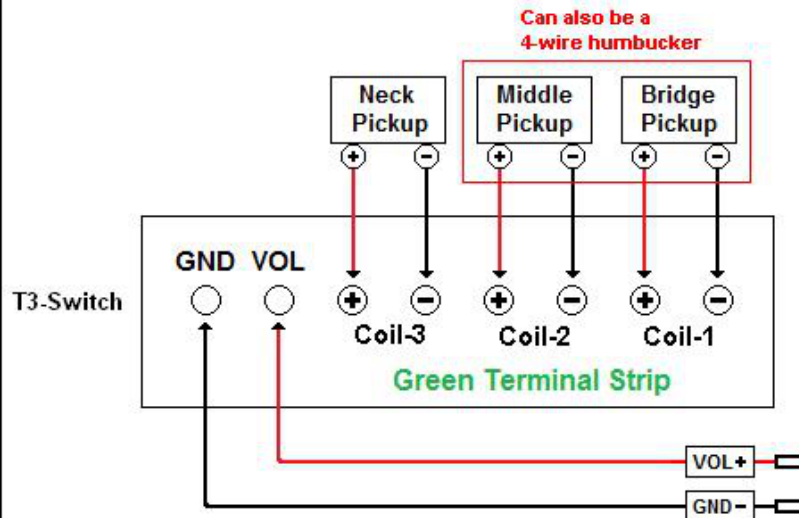 Can also be a
4-wire humbucker
Neck
Pickup
Middle
Pickup
Bridge
Pickup
+ − + − + −
GND VOL
T3-Switch
+ − + − + −
Coil-3 Coil-2 Coil-1
Green Terminal Strip
VOL+
GND−